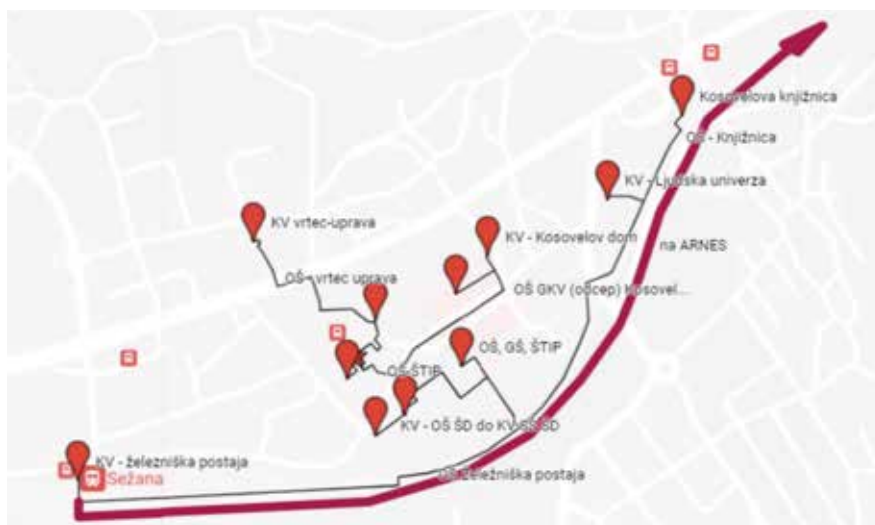 Kosovelova knjižnica
OŠ - Knjižnica
KV - Ljudska univerza
KV vrtec-uprava
KV - Kosovelov dom
na ARNES
OŠ - vrtec uprava
OŠ GKV (odcep) Kosovel...
OŠ, GŠ, ŠTIP
OŠ-ŠTIP
KV - OŠ ŠD do KV SŠ ŠD
KV - železniška postaja
OŠ Železniška postaja
Sežana